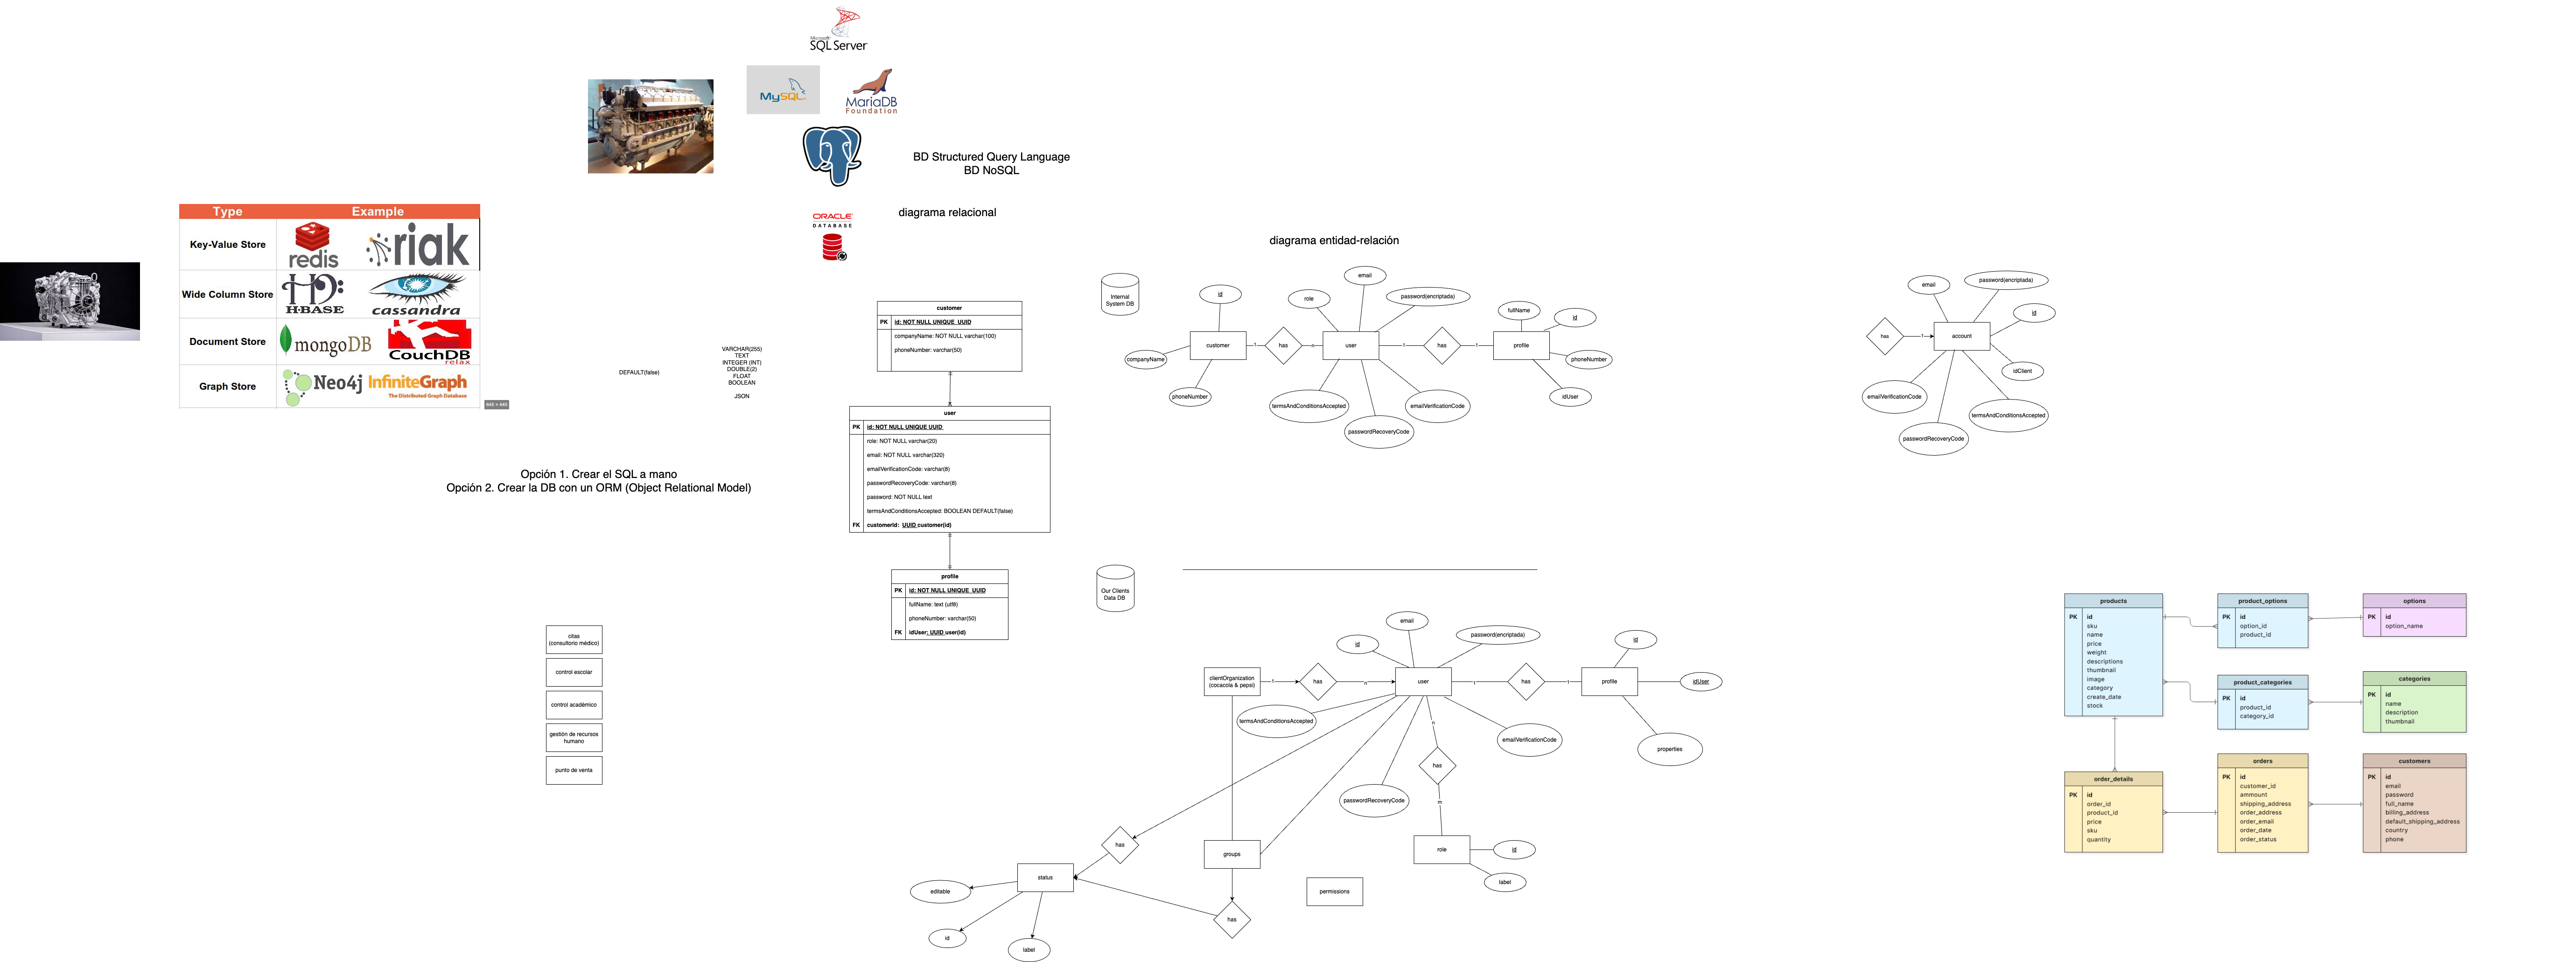 Microsoft
SQL Server
MySQL
MariaDB
Foundation
BD Structured Query Language
BD NoSQL
ORACLE
DATABASE
diagrama relacional
Type
Example
Key-Value Store
redis
riak
Wide Column Store
HBASE
cassandra
Document Store
mongoDB
CouchDB
relax
Graph Store
Neo4j
InfiniteGraph
The Distributed Graph Database
645 × 440
DEFAULT(false)
VARCHAR(255)
TEXT
INTEGER (INT)
DOUBLE(2)
FLOAT
BOOLEAN
JSON
Opción 1. Crear el SQL a mano
Opción 2. Crear la DB con un ORM (Object Relational Model)
citas
(consultorio médico)
control escolar
control académico
gestión de recursos
humano
punto de venta
customer
PK id: NOT NULL UNIQUE UUID
companyName: NOT NULL varchar(100)
phoneNumber: varchar(50)
user
PK id: NOT NULL UNIQUE UUID
role: NOT NULL varchar(20)
email: NOT NULL varchar(320)
emailVerificationCode: varchar(8)
passwordRecoveryCode: varchar(8)
password: NOT NULL text
termsAndConditionsAccepted: BOOLEAN DEFAULT(false)
FK customerId: UUID customer(id)
profile
PK id: NOT NULL UNIQUE UUID
fullName: text (utf8)
phoneNumber: varchar(50)
FK idUser: UUID user(id)
diagrama entidad-relación
Internal
System DB
id
customer
companyName
phoneNumber
1
has
n
role
email
password(encriptada)
user
termsAndConditionsAccepted
passwordRecoveryCode
emailVerificationCode
1
has
1
fullName
id
profile
phoneNumber
idUser
has
1
account
email
password(encriptada)
id
idClient
emailVerificationCode
passwordRecoveryCode
termsAndConditionsAccepted
Our Clients
Data DB
clientOrganization
(cocacola & pepsi)
1
has
n
id
email
password(encriptada)
user
termsAndConditionsAccepted
emailVerificationCode
passwordRecoveryCode
1
has
1
id
profile
idUser
properties
n
has
m
role
id
label
has
groups
status
editable
id
label
has
permissions
products
PK id
sku
name
price
weight
descriptions
thumbnail
image
category
create_date
stock
product_options
PK id
option_id
product_id
options
PK id
option_name
product_categories
PK id
product_id
category_id
categories
PK id
name
description
thumbnail
order_details
PK id
order_id
product_id
price
sku
quantity
orders
PK id
customer_id
ammount
shipping_address
order_address
order_email
order_date
order_status
customers
PK id
email
password
full_name
billing_address
default_shipping_address
country
phone